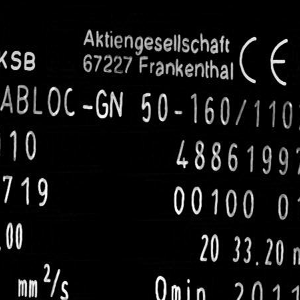 KSB Aktiengesellschaft CE
67227 Frankenthal
ABLOC-GN 50-160/110
10 4886199
719 00100 0
,00 20 33.20
mm²/s Qmin 2011